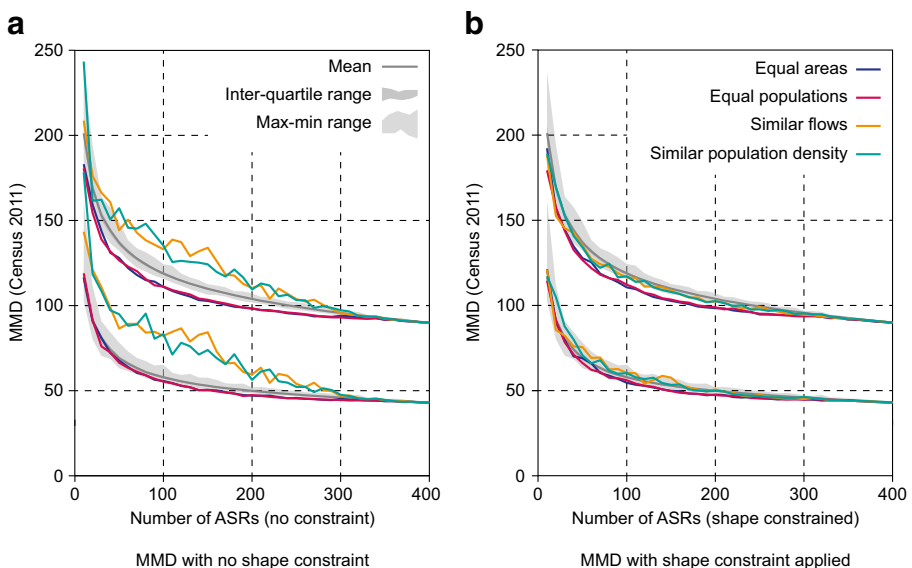 a
250
200
150
100
50
0
MMD (Census 2011)
Mean
Inter-quartile range
Max-min range
0 100 200 300 400
Number of ASRs (no constraint)
MMD with no shape constraint
b
250
200
150
100
50
0
MMD (Census 2011)
Equal areas
Equal populations
Similar flows
Similar population density
0 100 200 300 400
Number of ASRs (shape constrained)
MMD with shape constraint applied